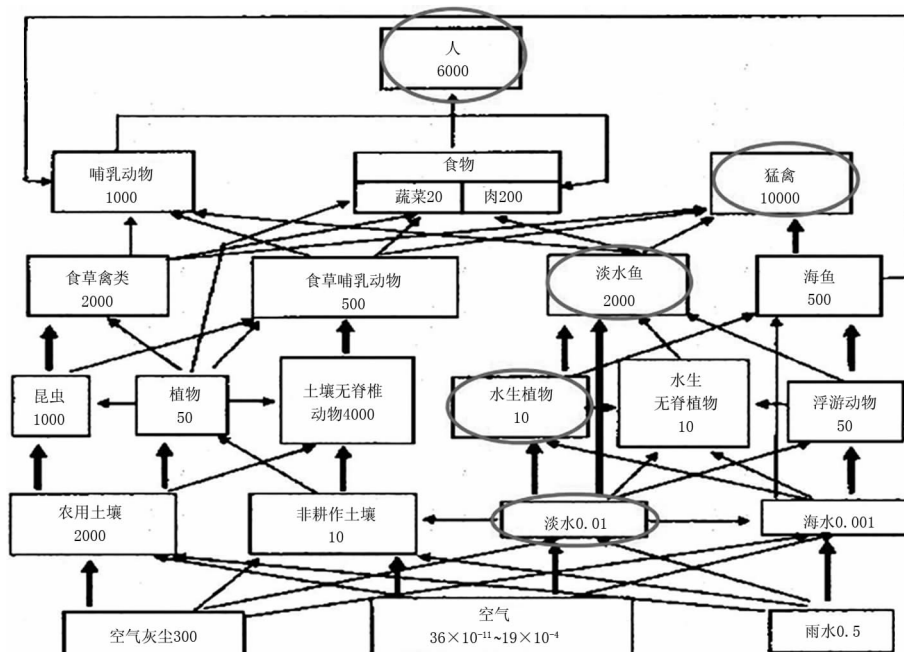 人
6000
哺乳动物
1000
食物
蔬菜20
肉200
猛禽
10000
食草禽类
2000
食草哺乳动物
500
淡水鱼
2000
海鱼
500
昆虫
1000
植物
50
土壤无脊椎
动物4000
水生植物
10
水生
无脊植物
10
浮游动物
50
农用土壤
2000
非耕作土壤
10
淡水0.01
海水0.001
空气灰尘300
空气
36×10⁻¹¹~19×10⁻⁴
雨水0.5